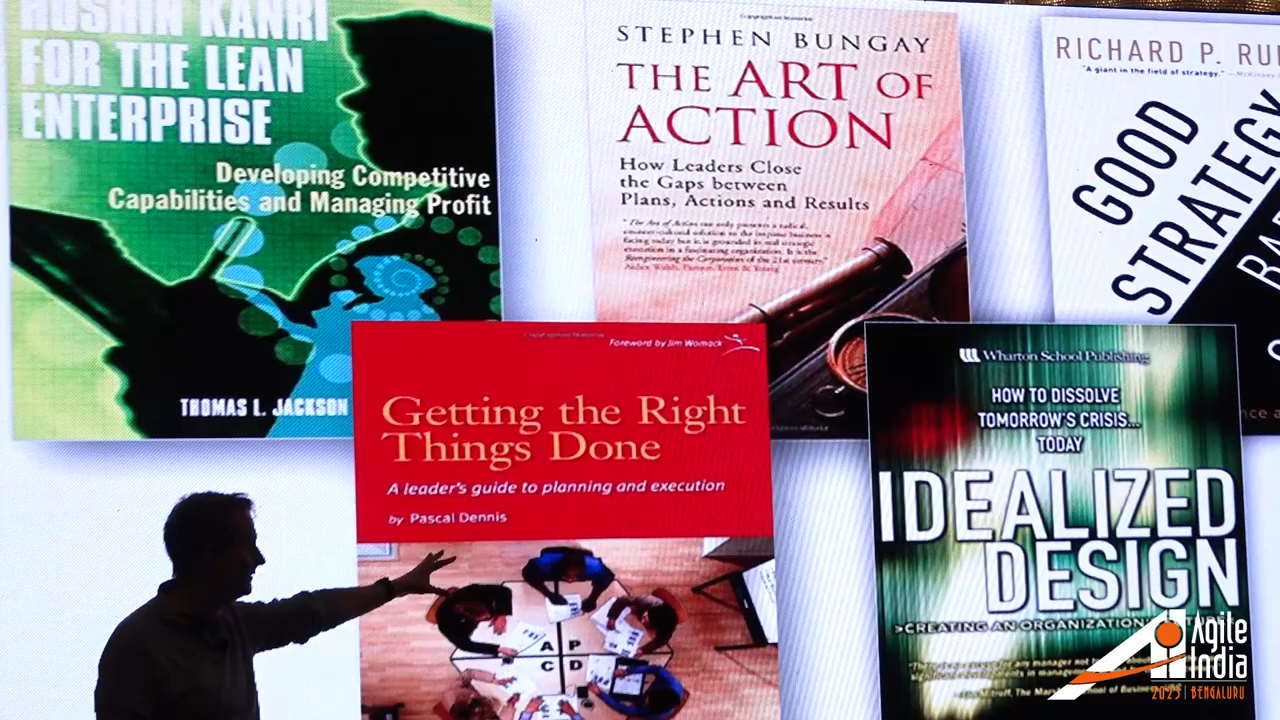 HOSHIN KANRI
FOR THE LEAN
ENTERPRISE
Developing Competitive
Capabilities and Managing Profit
THOMAS L. JACKSON
STEPHEN BUNGAY
THE ART OF
ACTION
How Leaders Close
the Gaps between
Plans, Actions and Results
RICHARD P. RU
"A giant in the field of strategy."
GOOD
STRATEGY
BA
Foreword by Jim Womack
Getting the Right
Things Done
A leader's guide to planning and execution
by Pascal Dennis
A P
C D
Wharton School Publishing
HOW TO DISSOLVE
TOMORROW'S CRISIS...
TODAY
IDEALIZED
DESIGN
>CREATING AN ORGANIZATION
Agile
India
2025 | BENGALURU